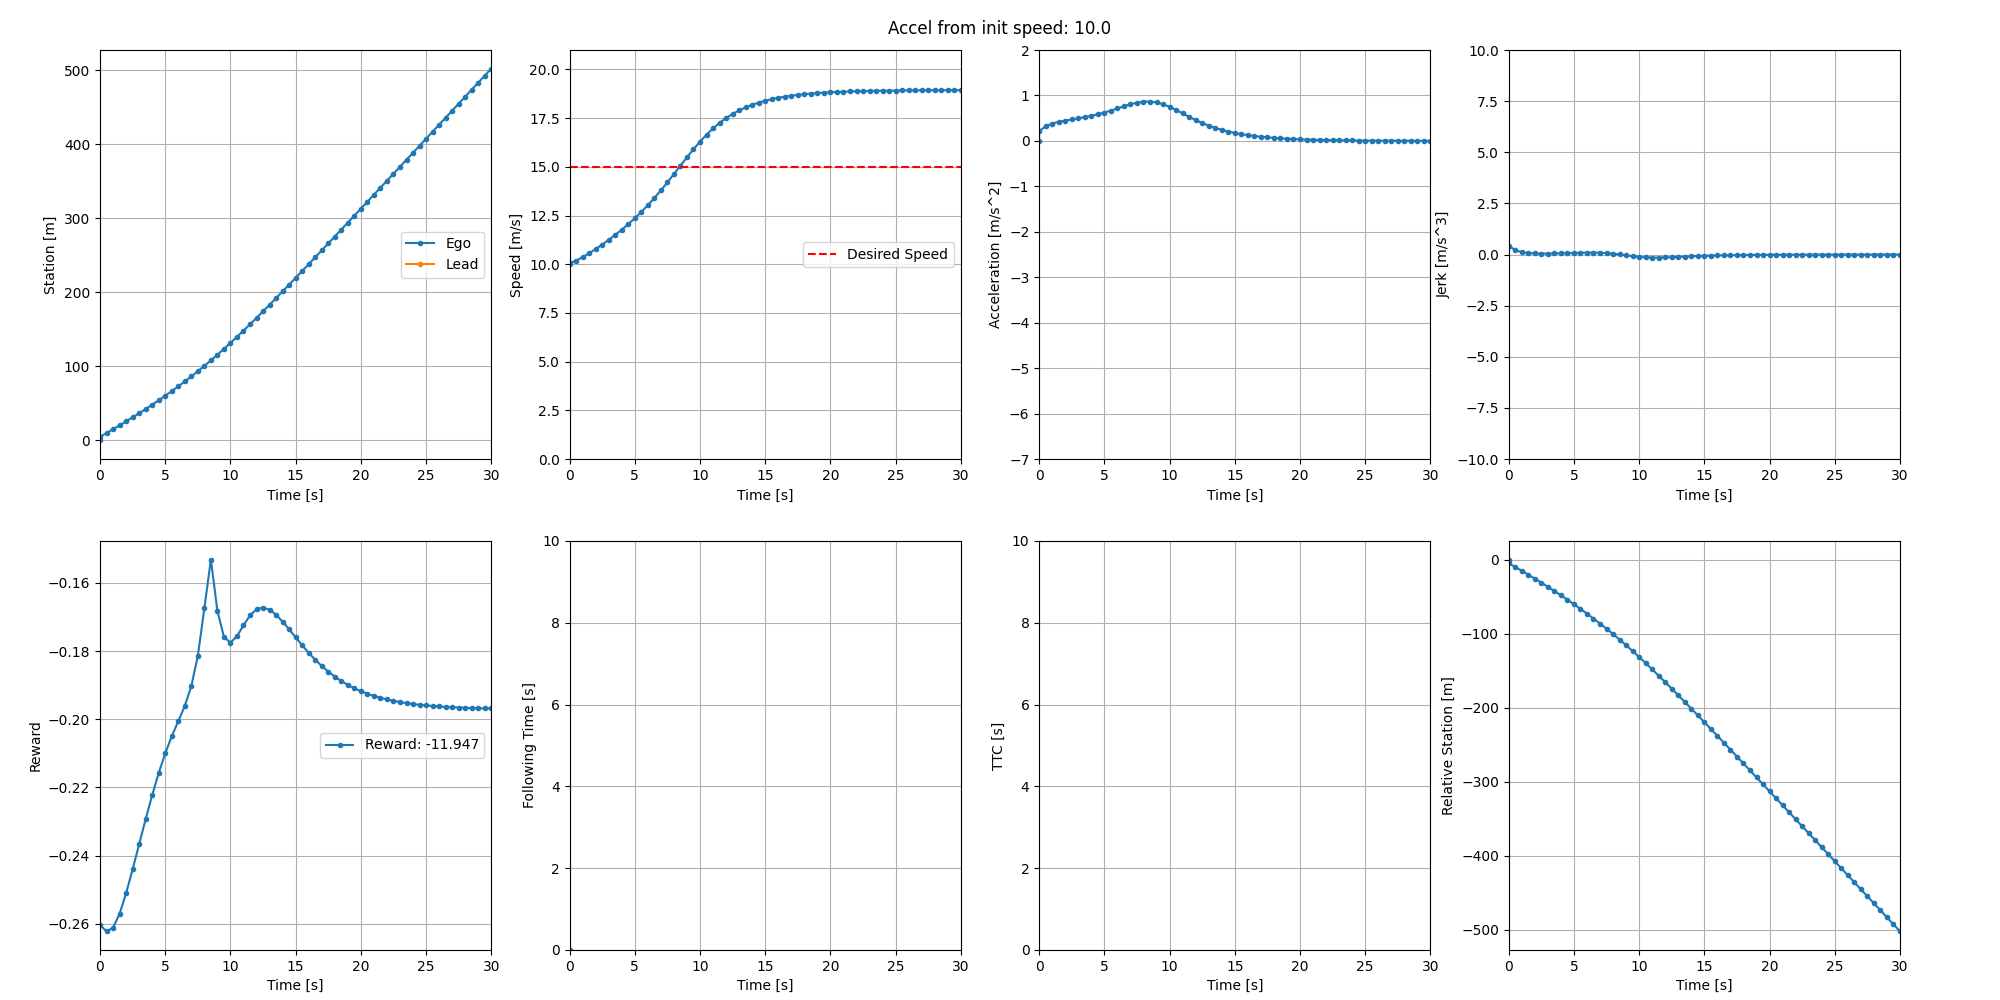 Accel from init speed: 10.0
500
400
300
200
100
0
Station [m]
Ego
Lead
0 5 10 15 20 25 30
Time [s]
20.0
17.5
15.0
12.5
10.0
7.5
5.0
2.5
0.0
Speed [m/s]
Desired Speed
0 5 10 15 20 25 30
Time [s]
2
1
0
−1
−2
−3
−4
−5
−6
−7
Acceleration [m/s^2]
0 5 10 15 20 25 30
Time [s]
10.0
7.5
5.0
2.5
0.0
−2.5
−5.0
−7.5
−10.0
Jerk [m/s^3]
0 5 10 15 20 25 30
Time [s]
−0.16
−0.18
−0.20
−0.22
−0.24
−0.26
Reward
Reward: -11.947
0 5 10 15 20 25 30
Time [s]
10
8
6
4
2
0
Following Time [s]
0 5 10 15 20 25 30
Time [s]
10
8
6
4
2
0
TTC [s]
0 5 10 15 20 25 30
Time [s]
0
−100
−200
−300
−400
−500
Relative Station [m]
0 5 10 15 20 25 30
Time [s]